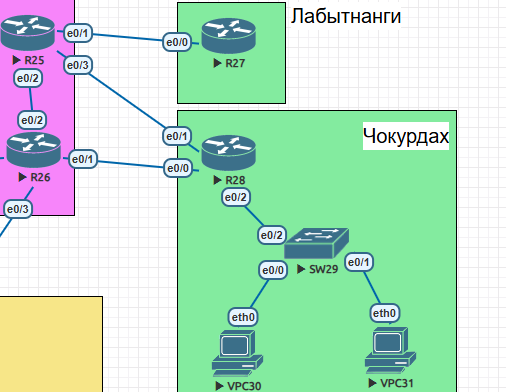 Лабытнанги
e0/1
e0/0
R25
R27
e0/3
e0/2
e0/2
Чокурдах
e0/1
R26
e0/1
e0/0
R28
e0/3
e0/2
e0/2
e0/0
SW29
e0/1
eth0
eth0
VPC30
VPC31